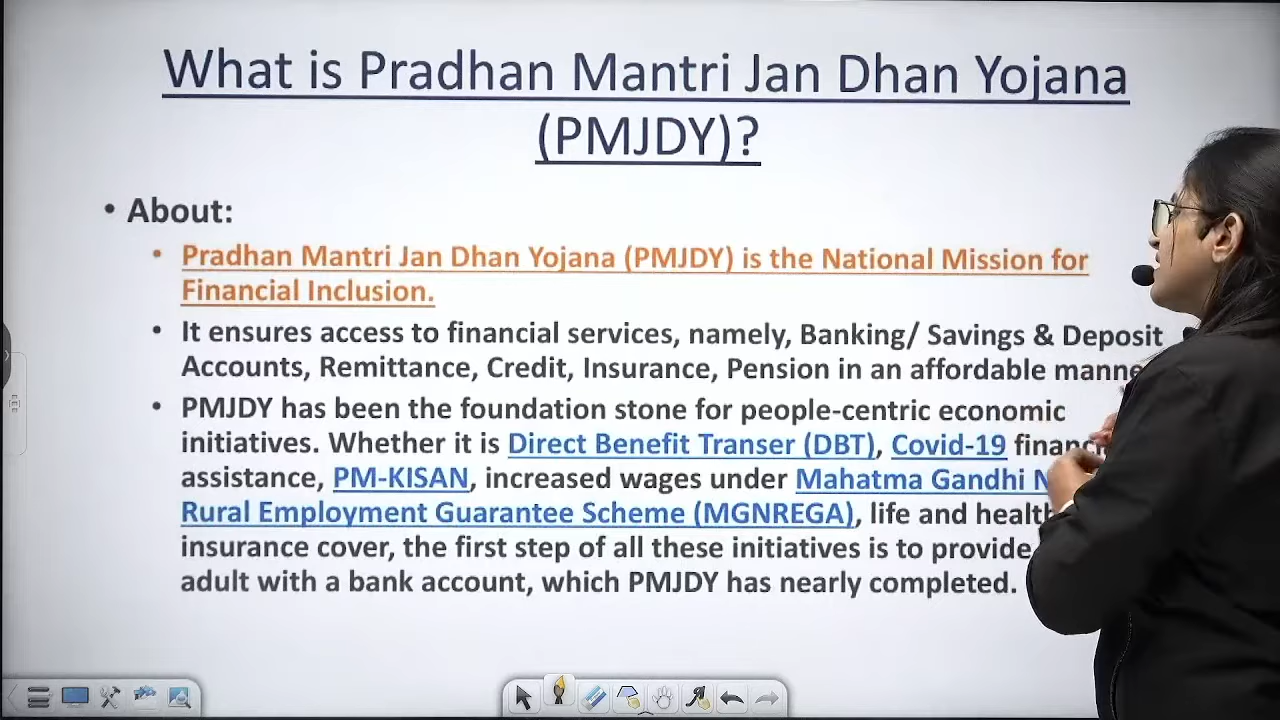 What is Pradhan Mantri Jan Dhan Yojana
(PMJDY)?
• About:
• Pradhan Mantri Jan Dhan Yojana (PMJDY) is the National Mission for
Financial Inclusion.
• It ensures access to financial services, namely, Banking/ Savings & Deposit
Accounts, Remittance, Credit, Insurance, Pension in an affordable
• PMJDY has been the foundation stone for people-centric economic
initiatives. Whether it is Direct Benefit Transer (DBT), Covid-19
assistance, PM-KISAN, increased wages under Mahatma Gandhi
Rural Employment Guarantee Scheme (MGNREGA), life and
insurance cover, the first step of all these initiatives is to provide
adult with a bank account, which PMJDY has nearly completed.